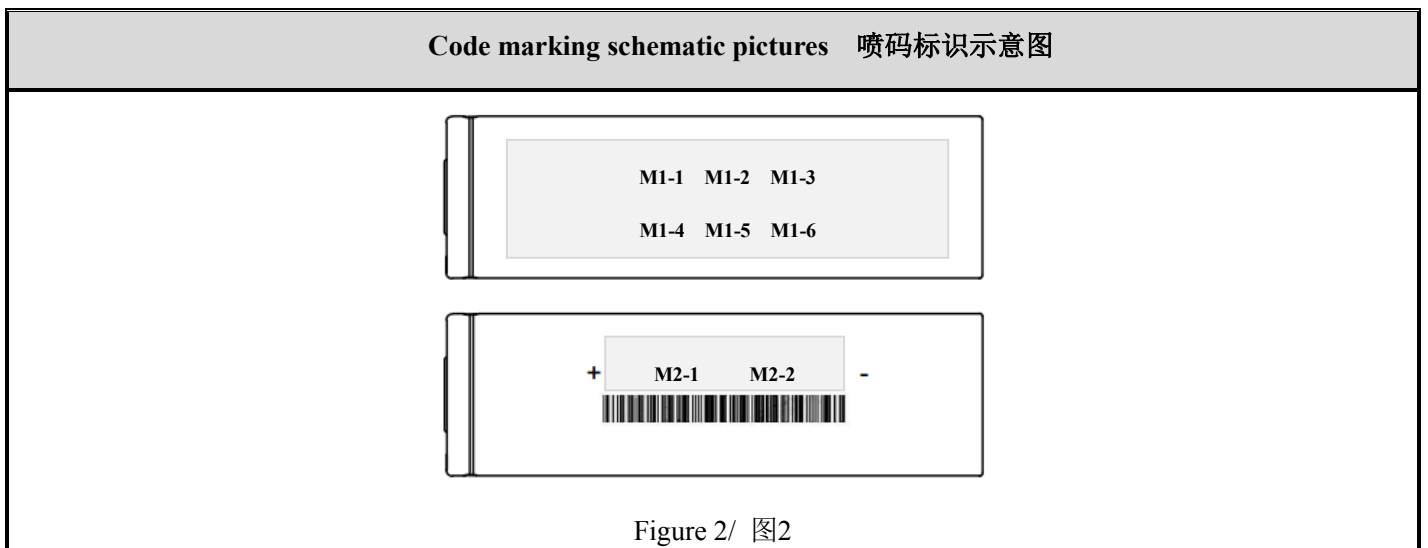 Code marking schematic pictures 喷码标识示意图
M1-1 M1-2 M1-3
M1-4 M1-5 M1-6
+ M2-1 M2-2 -
Figure 2/ 图2